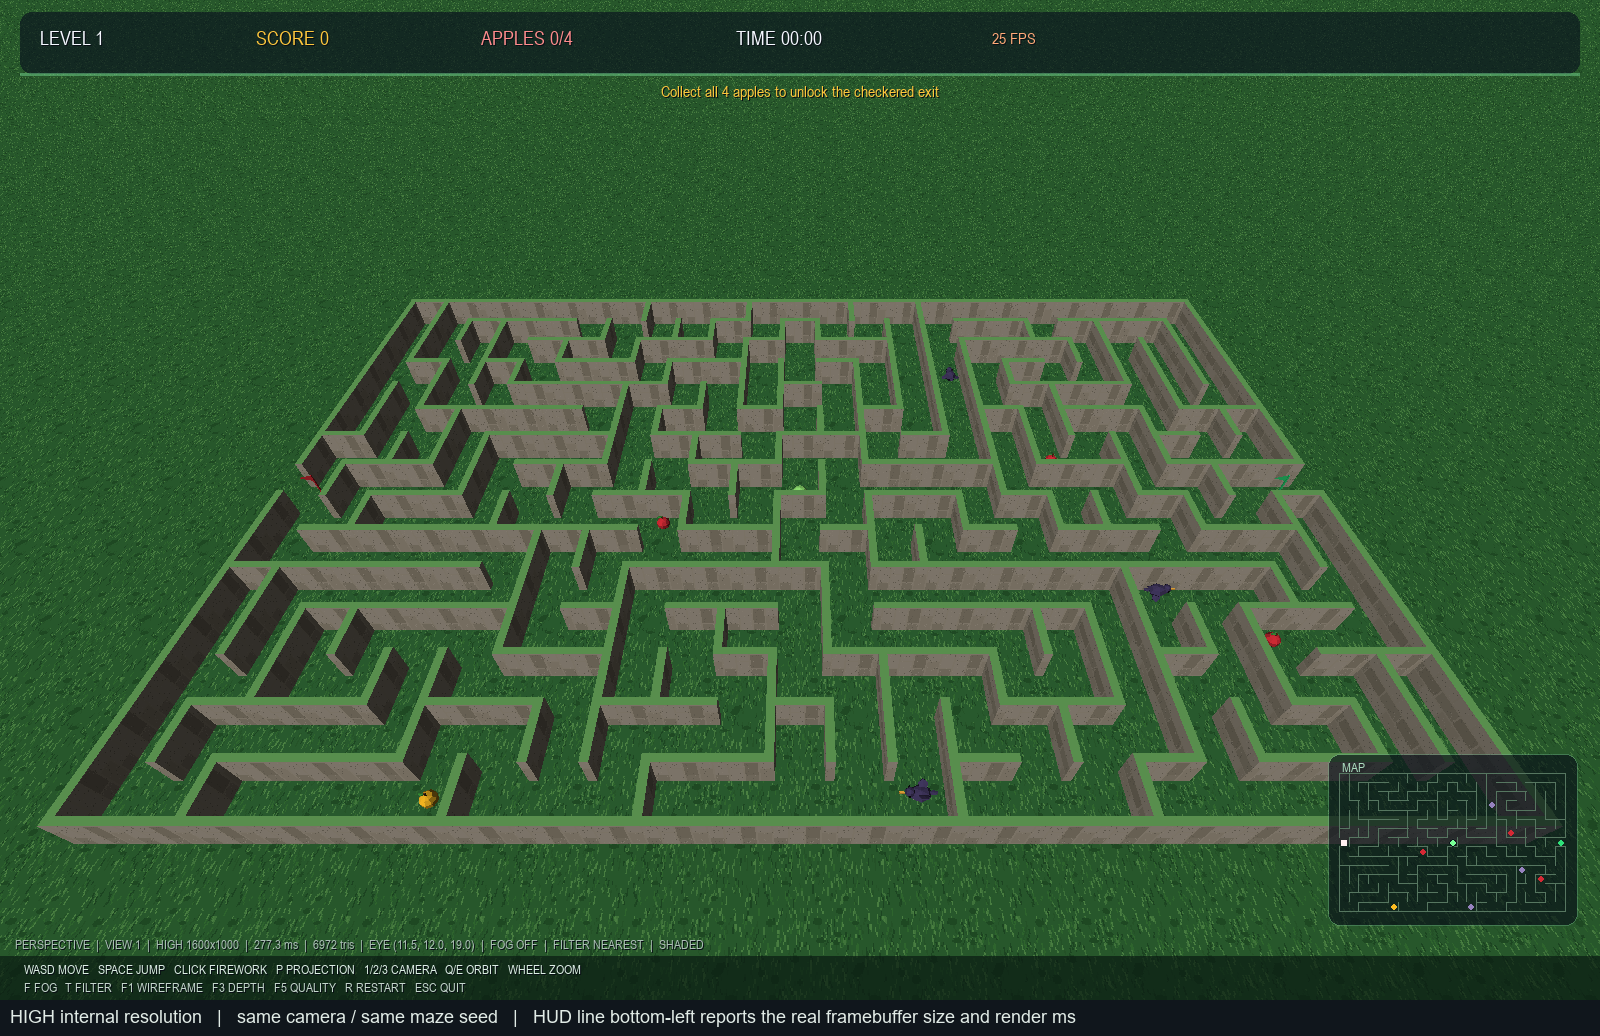 LEVEL 1 SCORE 0 APPLES 0/4 TIME 00:00 25 FPS
Collect all 4 apples to unlock the checkered exit
MAP
PERSPECTIVE | VIEW 1 | HIGH 1600x1000 | 277.3 ms | 6972 tris | EYE (11.5, 12.0, 19.0) | FOG OFF | FILTER NEAREST | SHADED
WASD MOVE SPACE JUMP CLICK FIREWORK P PROJECTION 1/2/3 CAMERA Q/E ORBIT WHEEL ZOOM
F FOG T FILTER F1 WIREFRAME F3 DEPTH F5 QUALITY R RESTART ESC QUIT
HIGH internal resolution | same camera / same maze seed | HUD line bottom-left reports the real framebuffer size and render ms